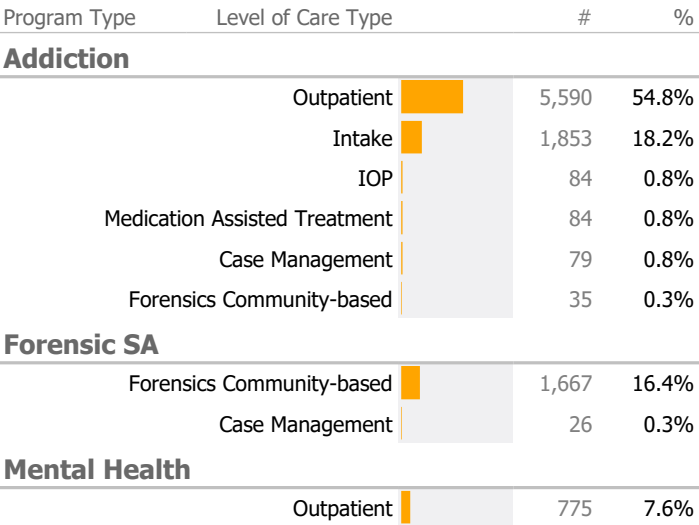 Program Type Level of Care Type # %
Addiction
Outpatient 5,590 54.8%
Intake 1,853 18.2%
IOP 84 0.8%
Medication Assisted Treatment 84 0.8%
Case Management 79 0.8%
Forensics Community-based 35 0.3%
Forensic SA
Forensics Community-based 1,667 16.4%
Case Management 26 0.3%
Mental Health
Outpatient 775 7.6%